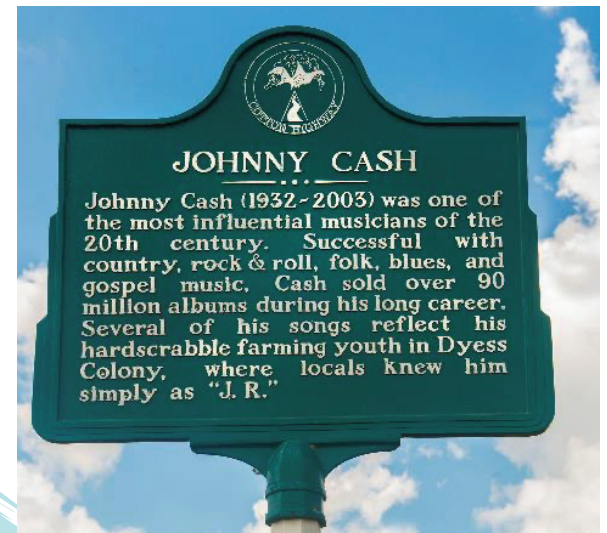 COTTON HIGHWAY
JOHNNY CASH
Johnny Cash (1932~2003) was one of
the most influential musicians of the
20th century. Successful with
country, rock & roll, folk, blues, and
gospel music, Cash sold over 90
million albums during his long career.
Several of his songs reflect his
hardscrabble farming youth in Dyess
Colony, where locals knew him
simply as "J. R."